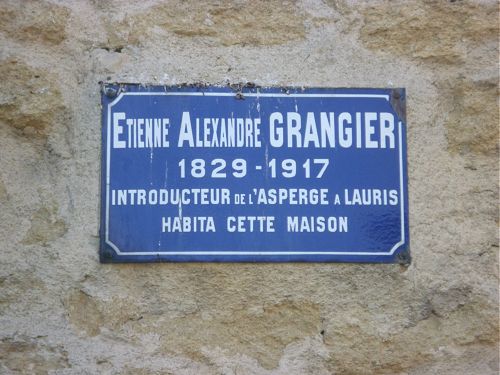 ETIENNE ALEXANDRE GRANGIER
1829-1917
INTRODUCTEUR DE L'ASPERGE A LAURIS
HABITA CETTE MAISON